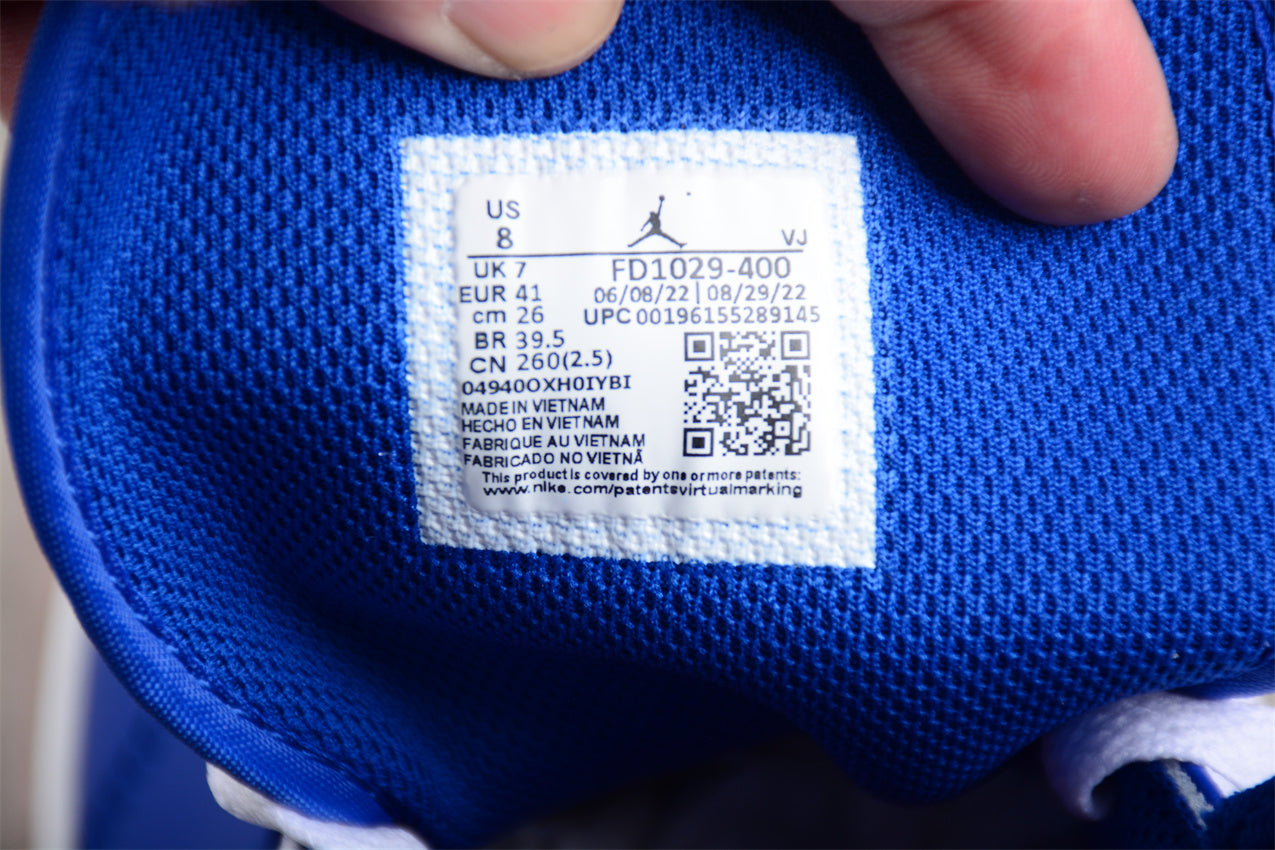 US
8
VJ
UK 7
FD1029-400
EUR 41
06/08/22 | 08/29/22
cm 26
UPC 00196155289145
BR 39.5
CN 260(2.5)
04940OXH0IYBI
MADE IN VIETNAM
HECHO EN VIETNAM
FABRIQUE AU VIETNAM
FABRICADO NO VIETNÃ
This product is covered by one or more patents:
www.nike.com/patentsvirtualmarking